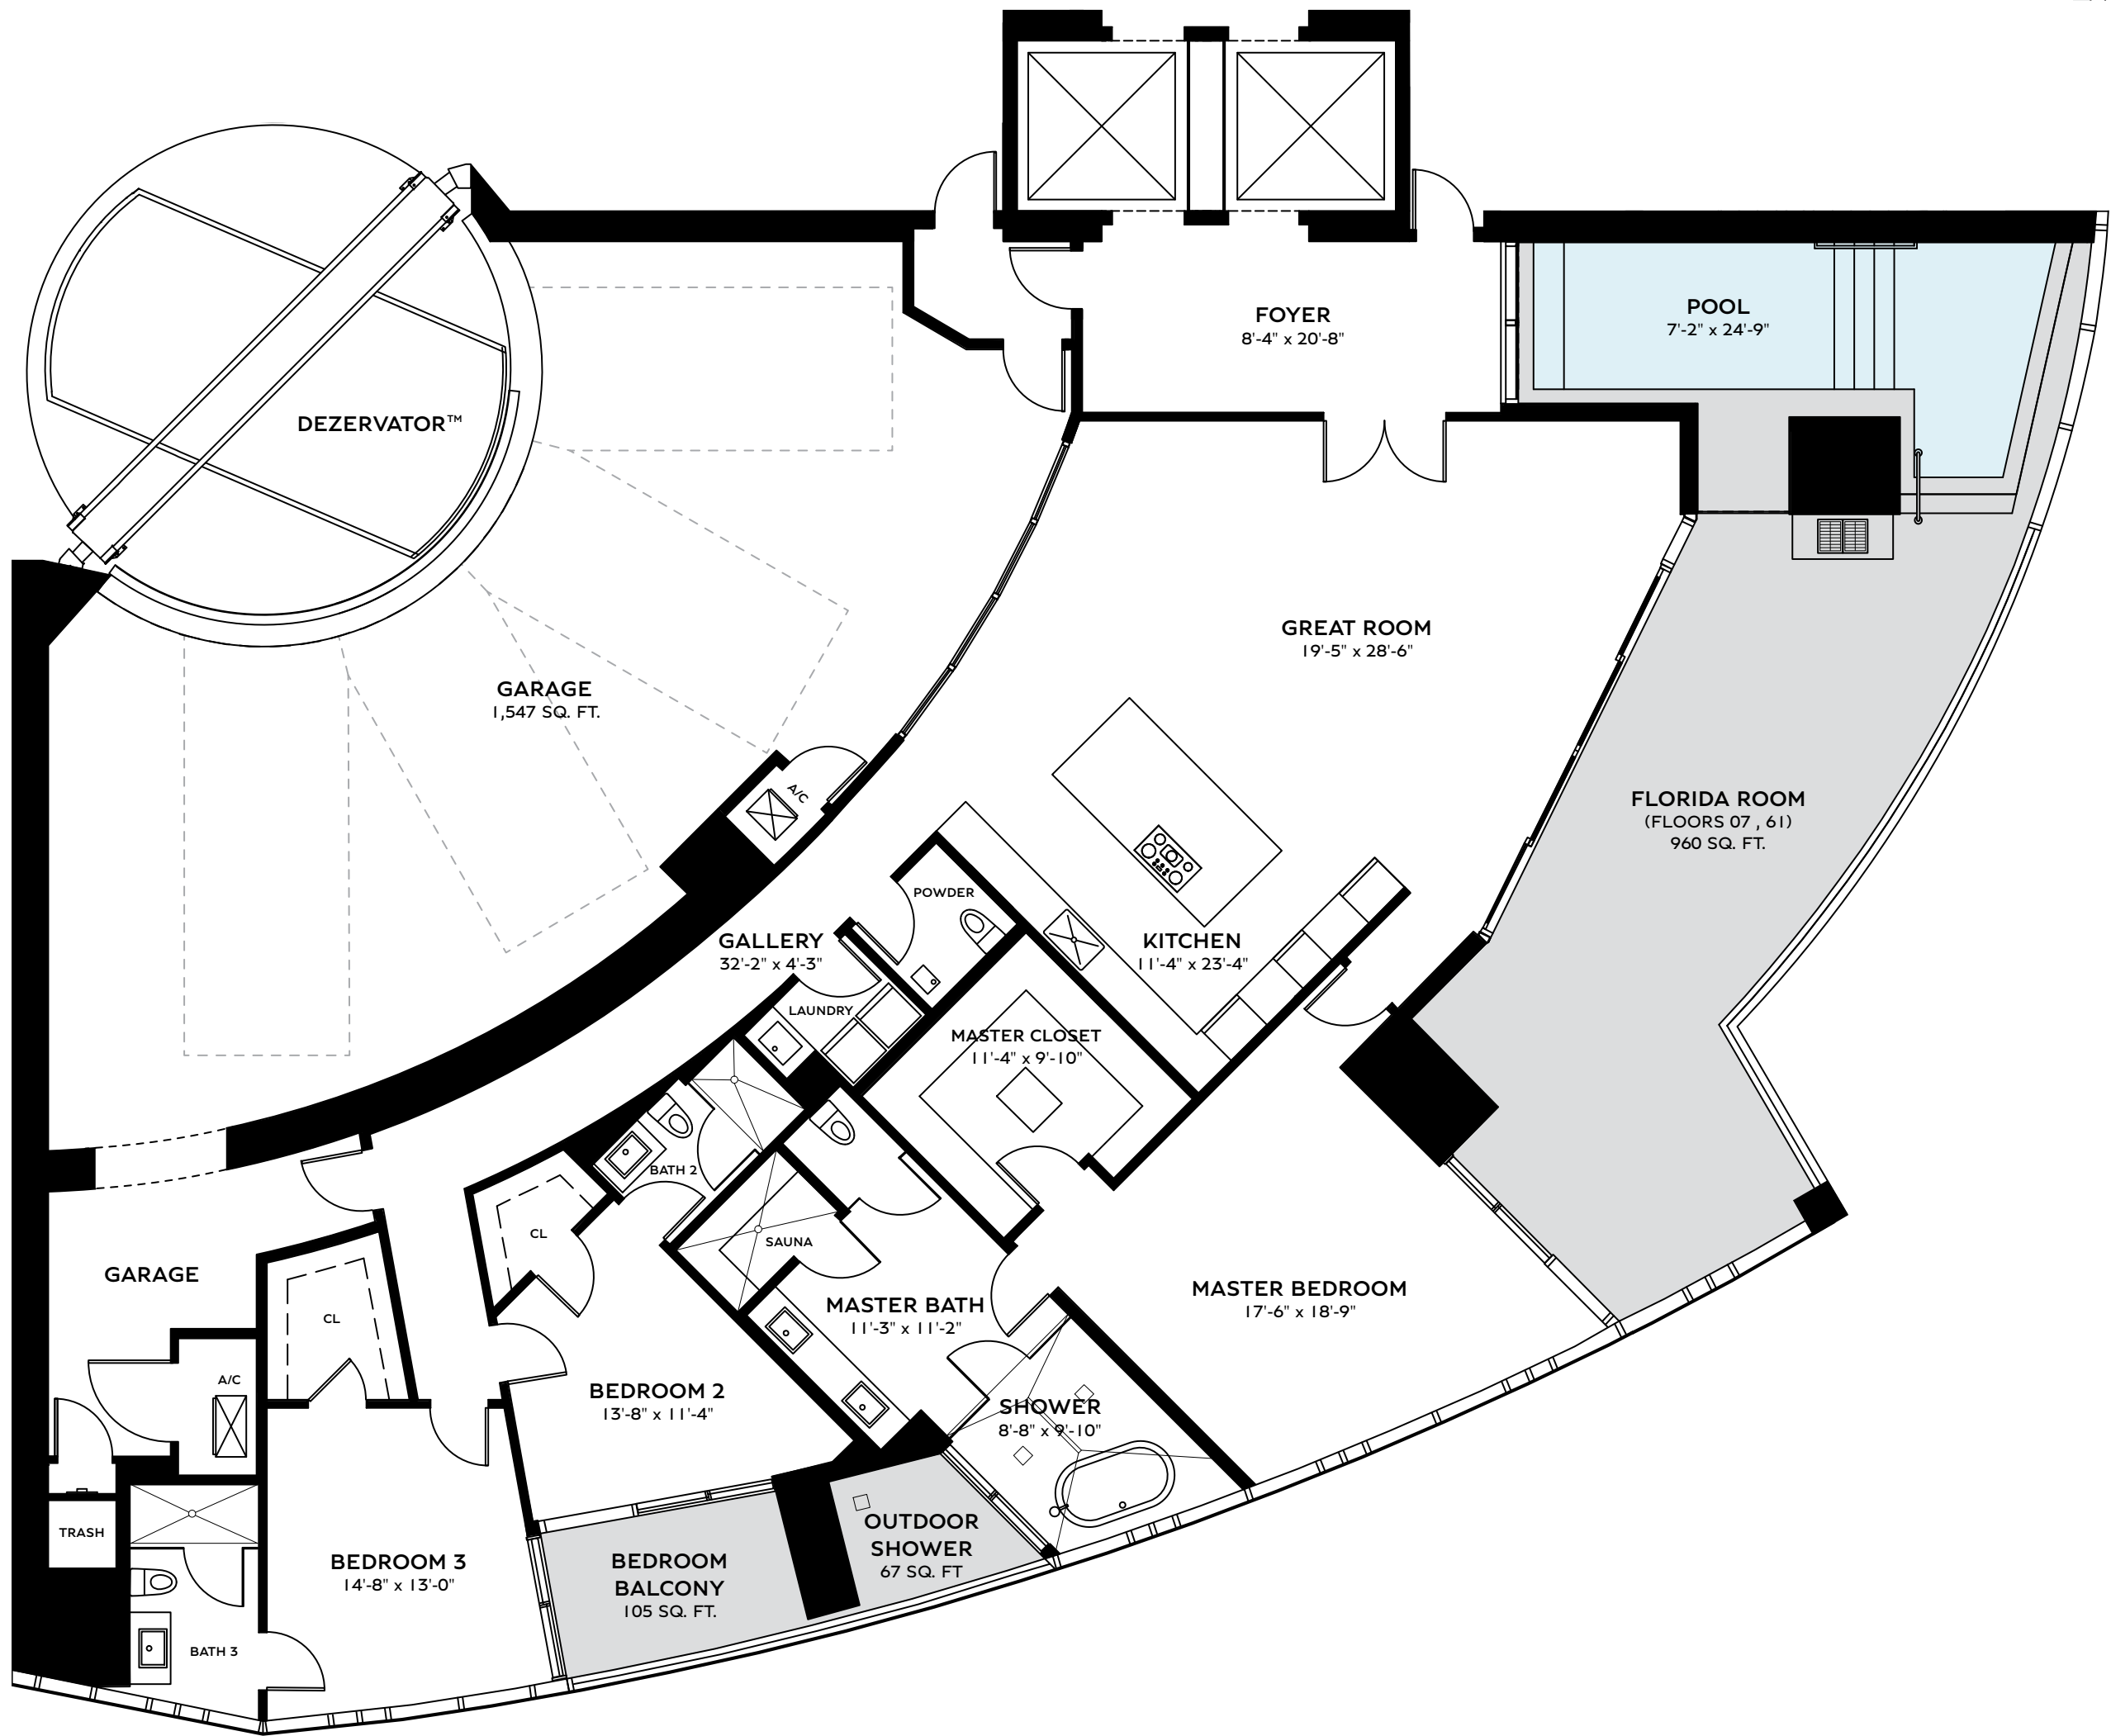 FOYER
8'-4" x 20'-8"
POOL
7'-2" x 24'-9"
DEZERVATOR™
GREAT ROOM
19'-5" x 28'-6"
GARAGE
1,547 SQ. FT.
A/C
FLORIDA ROOM
(FLOORS 07 , 61)
960 SQ. FT.
POWDER
GALLERY
32'-2" x 4'-3"
KITCHEN
11'-4" x 23'-4"
LAUNDRY
MASTER CLOSET
11'-4" x 9'-10"
BATH 2
CL
SAUNA
GARAGE
CL
MASTER BATH
11'-3" x 11'-2"
MASTER BEDROOM
17'-6" x 18'-9"
A/C
BEDROOM 2
13'-8" x 11'-4"
SHOWER
8'-8" x 9'-10"
TRASH
OUTDOOR
SHOWER
67 SQ. FT
BEDROOM 3
14'-8" x 13'-0"
BEDROOM
BALCONY
105 SQ. FT.
BATH 3